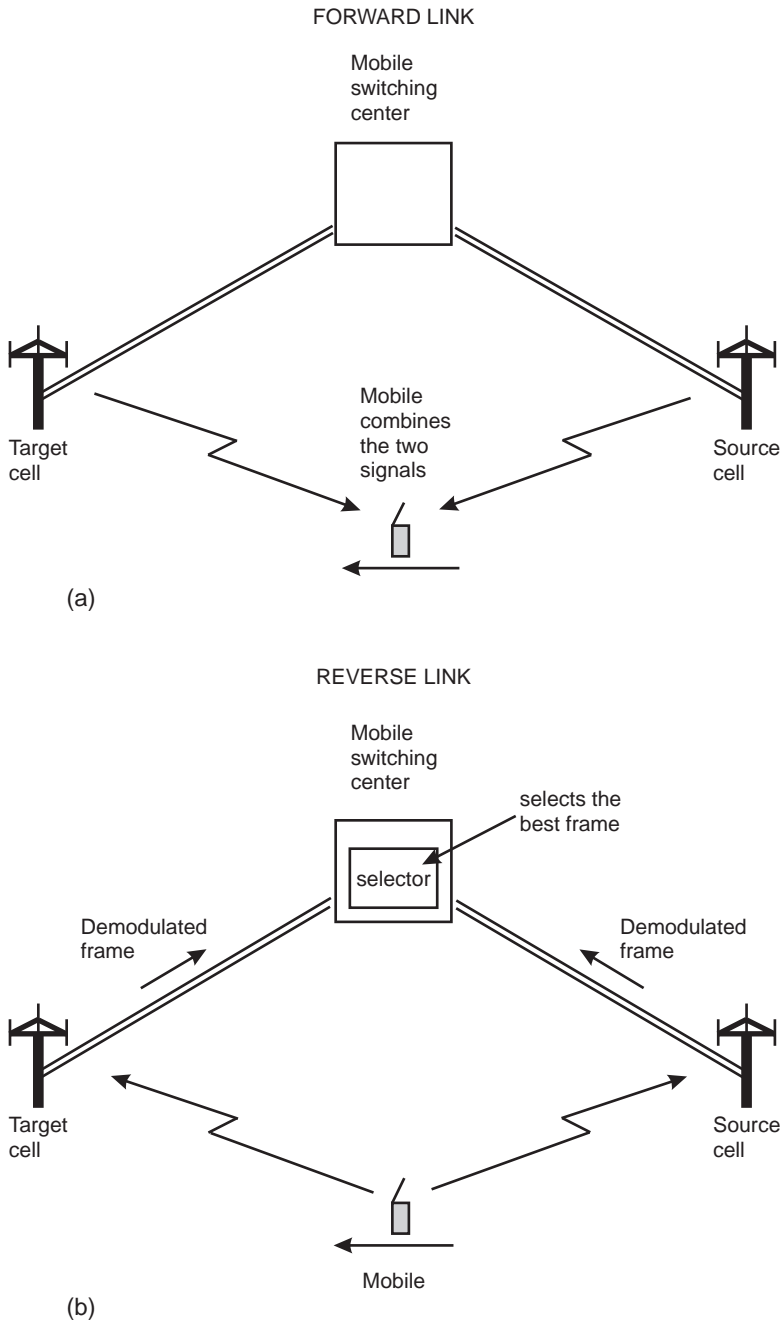 FORWARD LINK
Mobile
switching
center
Mobile
combines
the two
signals
Target
cell
Source
cell
(a)
REVERSE LINK
Mobile
switching
center
selects the
best frame
selector
Demodulated
frame
Demodulated
frame
Target
cell
Source
cell
Mobile
(b)